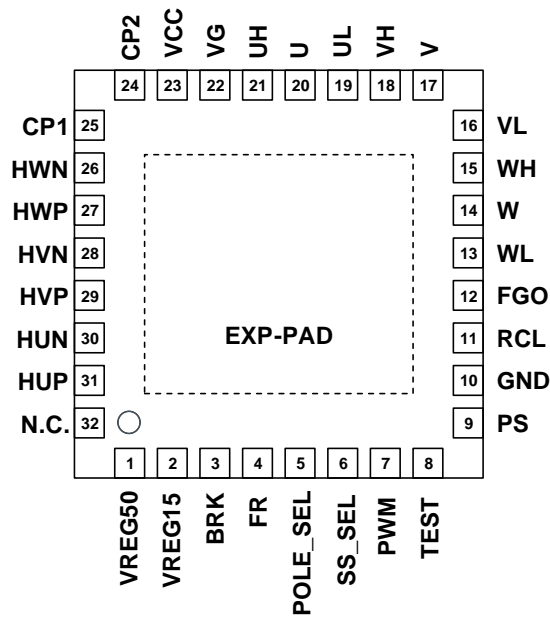 CP2 VCC VG UH U UL VH V
24 23 22 21 20 19 18 17
CP1 25 16 VL
HWN 26 15 WH
HWP 27 14 W
HVN 28 13 WL
HVP 29 12 FGO
HUN 30 EXP-PAD 11 RCL
HUP 31 10 GND
N.C. 32 9 PS
1 2 3 4 5 6 7 8
VREG50 VREG15 BRK FR POLE_SEL SS_SEL PWM TEST